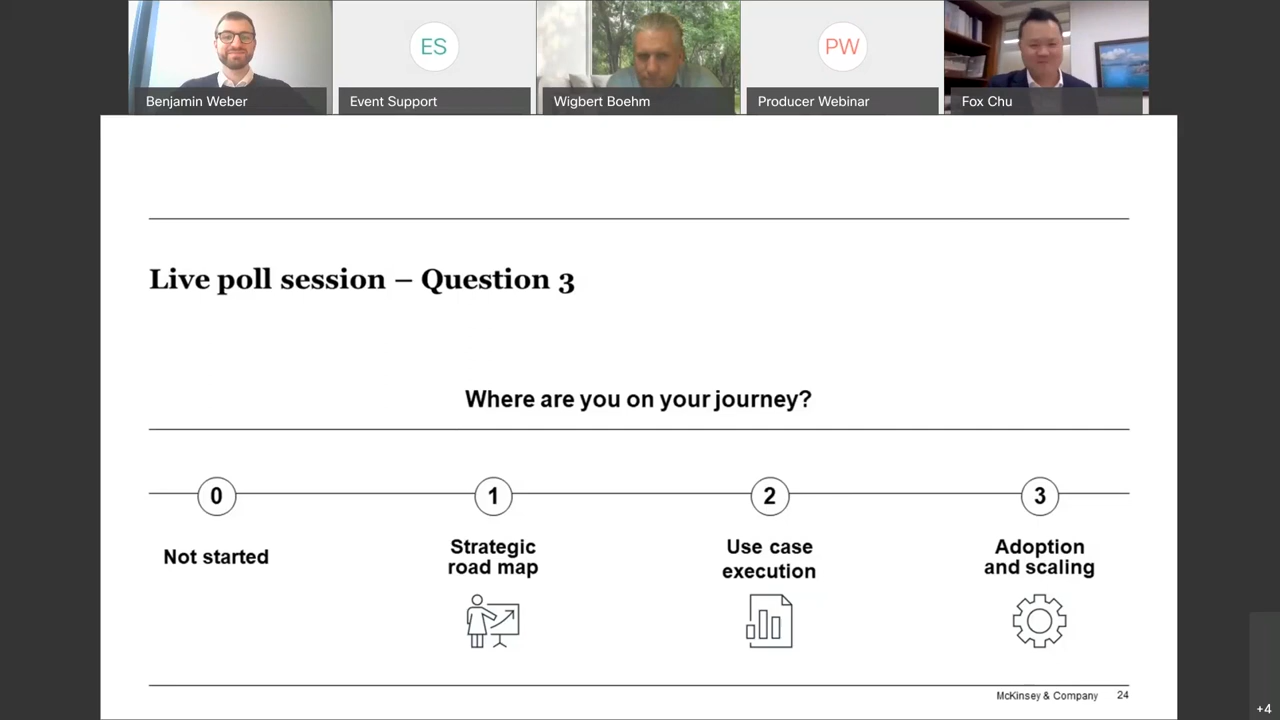 ES
PW
Benjamin Weber
Event Support
Wigbert Boehm
Producer Webinar
Fox Chu
Live poll session – Question 3
Where are you on your journey?
0
1
2
3
Not started
Strategic
road map
Use case
execution
Adoption
and scaling
McKinsey & Company 24
+4